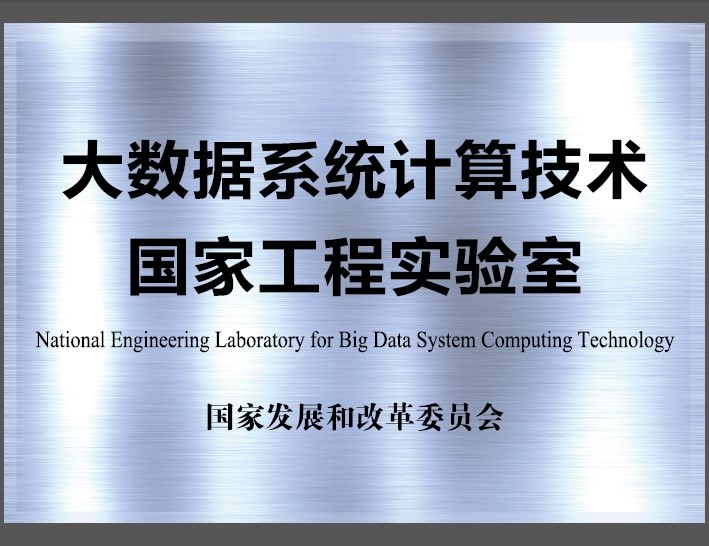 大数据系统计算技术
国家工程实验室
National Engineering Laboratory for Big Data System Computing Technology
国家发展和改革委员会